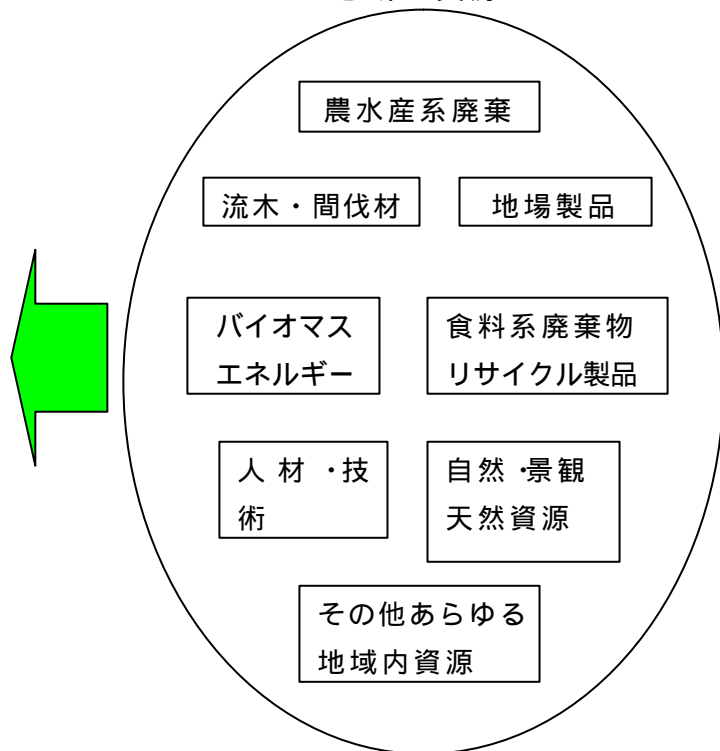 農水産系廃棄
流木・間伐材
地場製品
バイオマス
エネルギー
食料系廃棄物
リサイクル製品
人材・技
術
自然・景観
天然資源
その他あらゆる
地域内資源